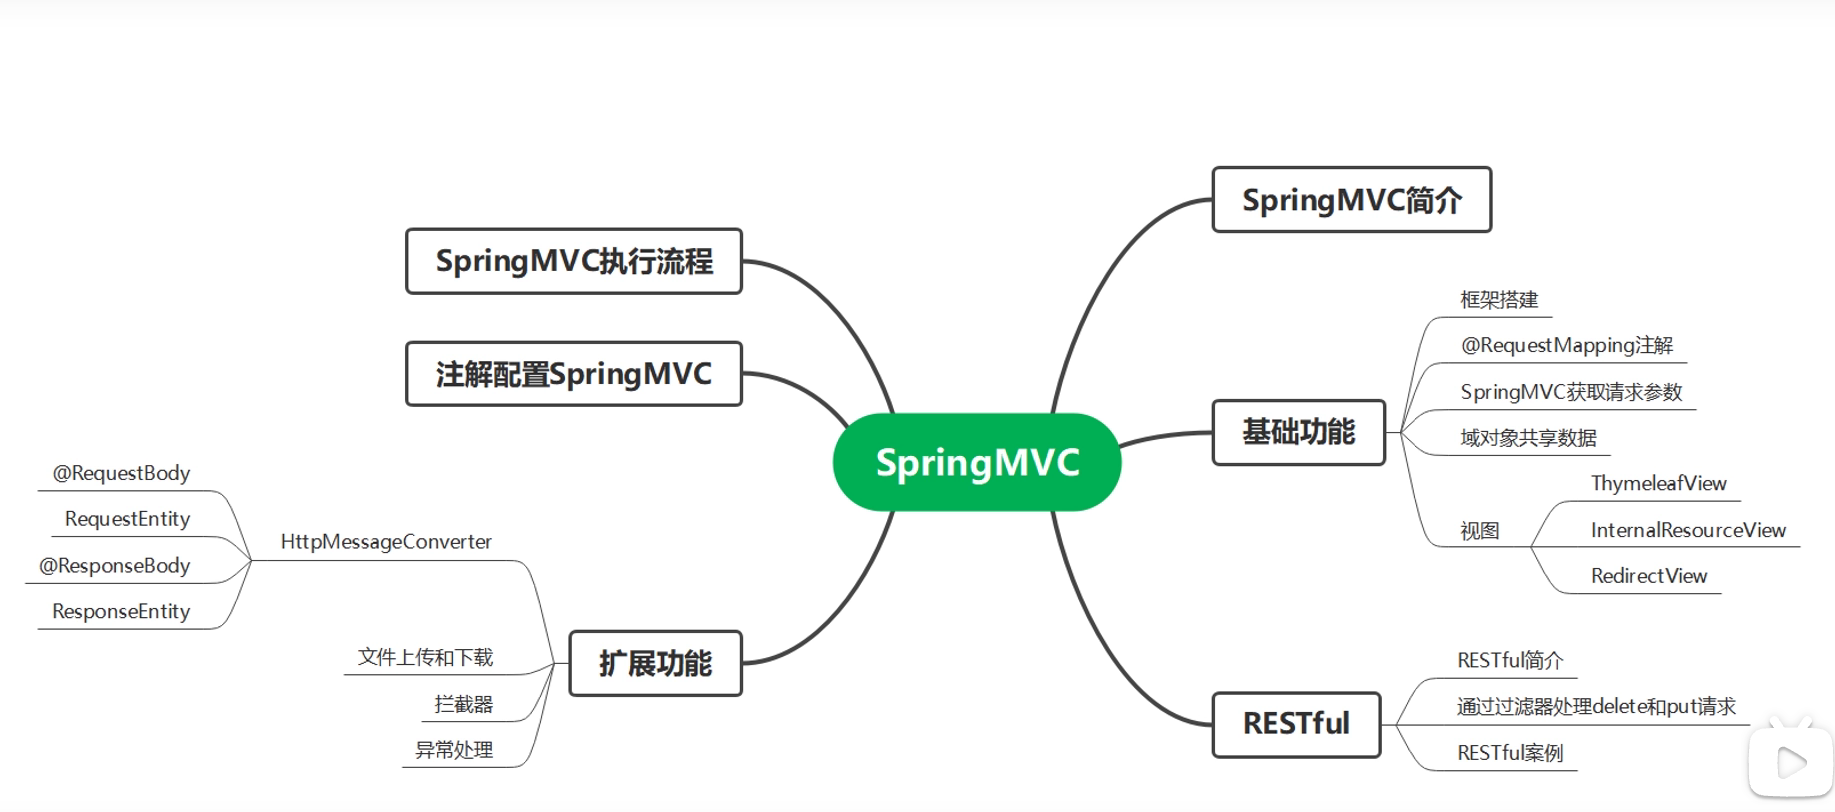 SpringMVC
SpringMVC简介
基础功能
框架搭建
@RequestMapping注解
SpringMVC获取请求参数
域对象共享数据
视图
ThymeleafView
InternalResourceView
RedirectView
RESTful
RESTful简介
通过过滤器处理delete和put请求
RESTful案例
SpringMVC执行流程
注解配置SpringMVC
扩展功能
HttpMessageConverter
@RequestBody
RequestEntity
@ResponseBody
ResponseEntity
文件上传和下载
拦截器
异常处理